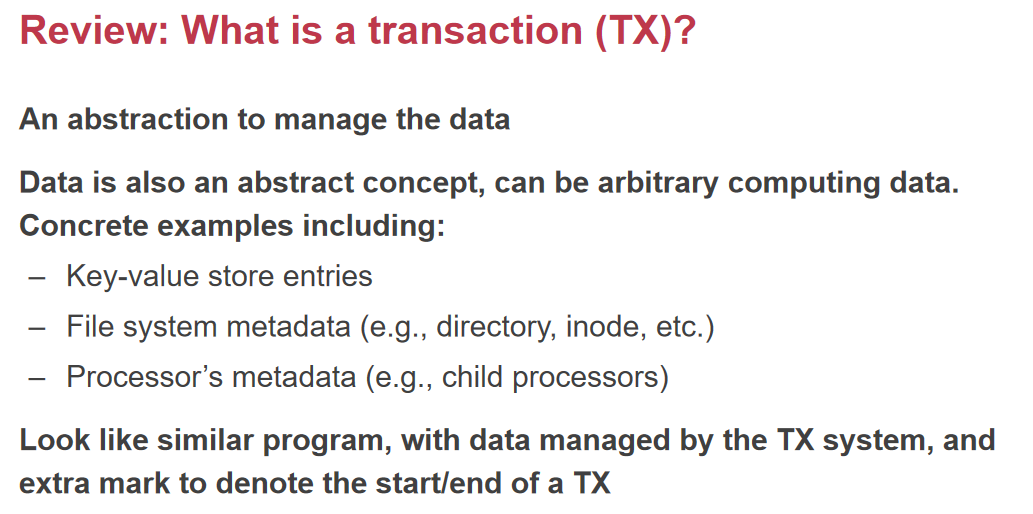 Review: What is a transaction (TX)?
An abstraction to manage the data
Data is also an abstract concept, can be arbitrary computing data.
Concrete examples including:
– Key-value store entries
– File system metadata (e.g., directory, inode, etc.)
– Processor’s metadata (e.g., child processors)
Look like similar program, with data managed by the TX system, and
extra mark to denote the start/end of a TX